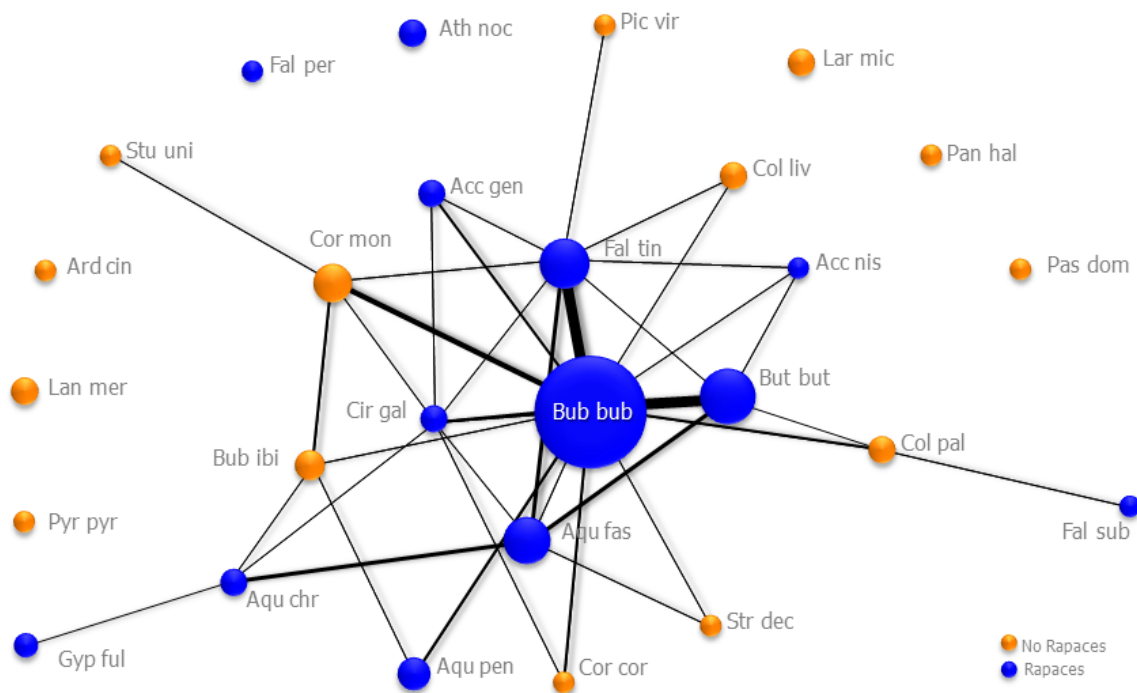 Pic vir
Ath noc
Lar mic
Fal per
Stu uni
Pan hal
Col liv
Acc gen
Cor mon
Fal tin
Ard cin
Acc nis
Pas dom
But but
Lan mer
Cir gal
Bub bub
Col pal
Bub ibi
Pyr pyr
Aqu fas
Fal sub
Aqu chr
Str dec
Gyp ful
Aqu pen
Cor cor
No Rapaces
Rapaces